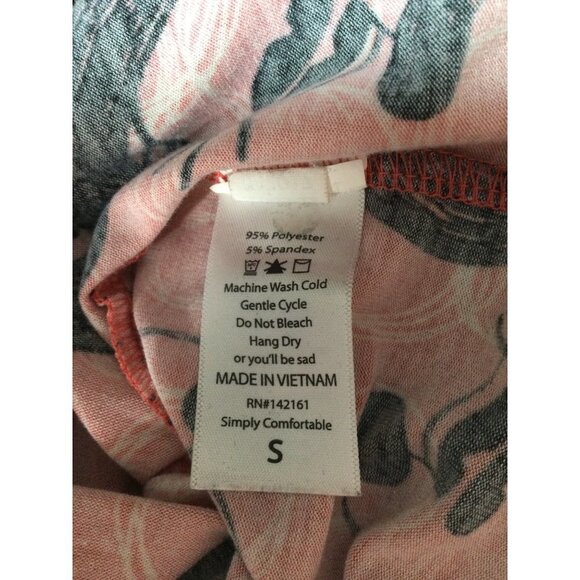 95% Polyester
5% Spandex
Machine Wash Cold
Gentle Cycle
Do Not Bleach
Hang Dry
or you'll be sad
MADE IN VIETNAM
RN#142161
Simply Comfortable
S